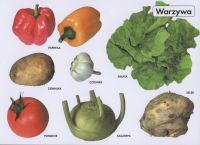 Warzywa
PAPRYKA
ZIEMNIAK
CZOSNEK
SAŁATA
POMIDOR
KALAREPA
SELER